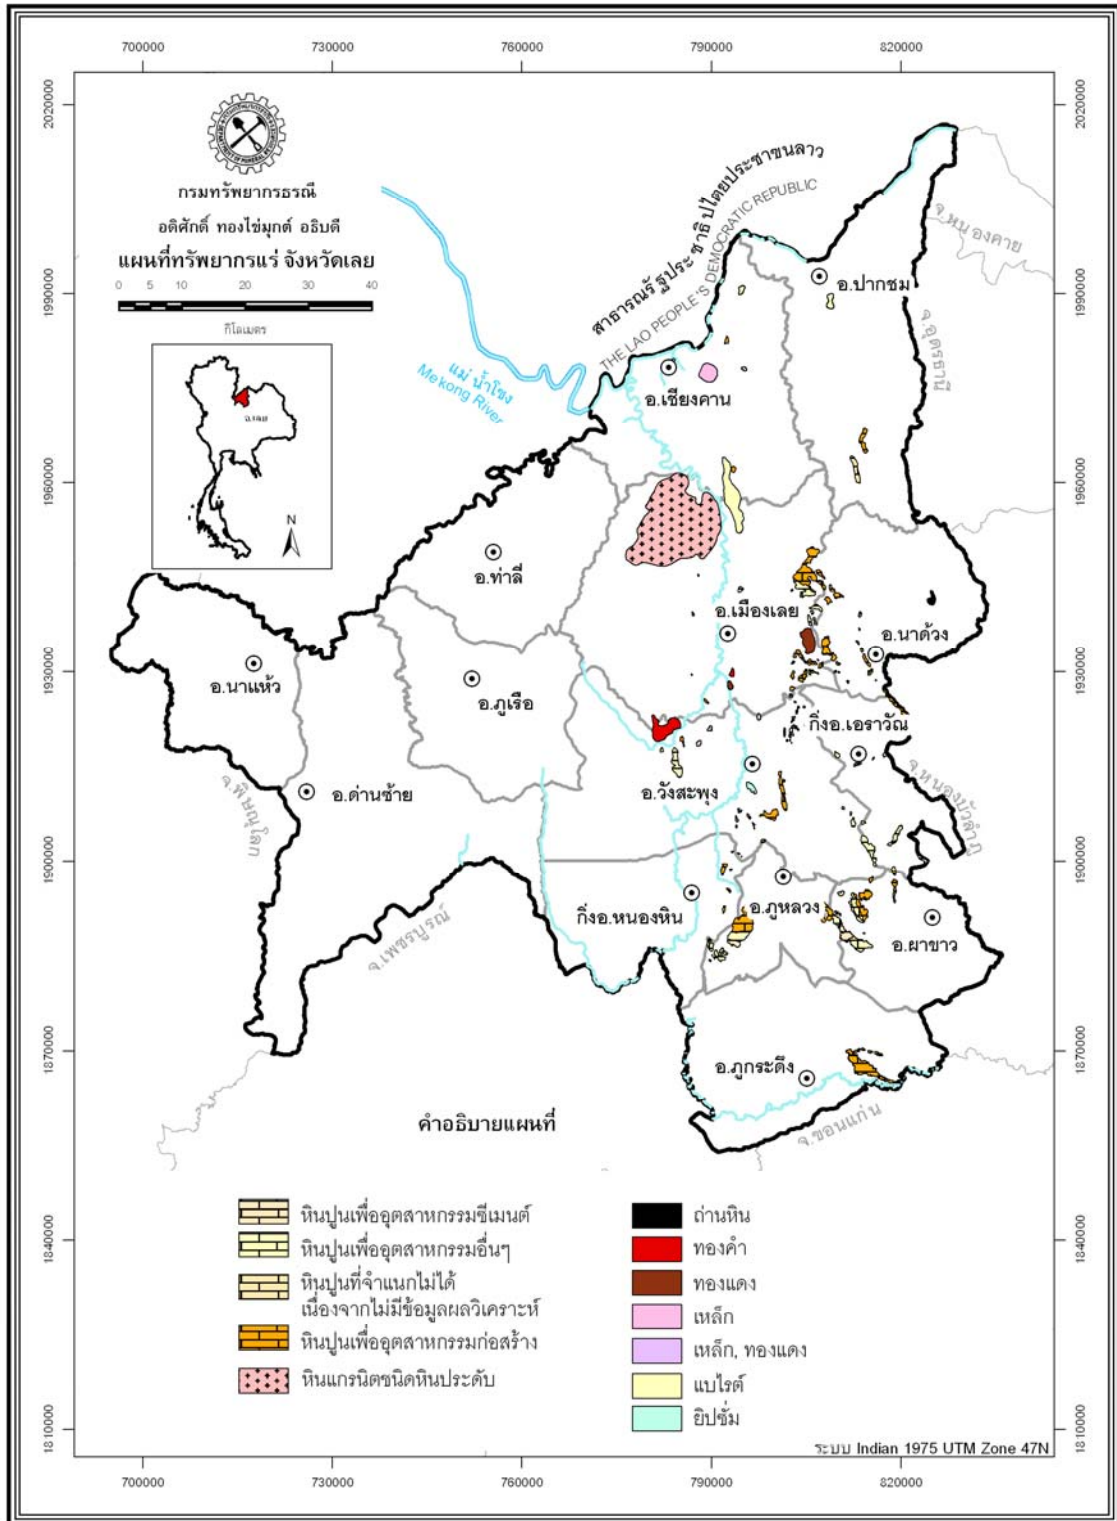 700000 730000 760000 790000 820000
2020000 2020000
กรมทรัพยากรธรณี
อดิศักดิ์ ทองไข่มุกต์ อธิบดี
แผนที่ทรัพยากรแร่ จังหวัดเลย
0 5 10 20 30 40
กิโลเมตร
จ.เลย
N
สาธารณรัฐประชาธิปไตยประชาชนลาว
THE LAO PEOPLE'S DEMOCRATIC REPUBLIC
แม่น้ำโขง
Mekong River
จ.หนองคาย
อ.ปากชม
1990000 1990000
จ.อุดรธานี
อ.เชียงคาน
1960000 1960000
อ.ท่าลี่
อ.เมืองเลย
อ.นาด้วง
1930000 1930000
อ.นาแห้ว
อ.ภูเรือ
กิ่งอ.เอราวัณ
จ.หนองบัวลำภู
อ.วังสะพุง
อ.ด่านซ้าย
จ.พิษณุโลก
1900000 1900000
กิ่งอ.หนองหิน
อ.ภูหลวง
อ.ผาขาว
จ.เพชรบูรณ์
1870000 1870000
อ.ภูกระดึง
จ.ขอนแก่น
คำอธิบายแผนที่
หินปูนเพื่ออุตสาหกรรมซีเมนต์
หินปูนเพื่ออุตสาหกรรมอื่นๆ
หินปูนที่จำแนกไม่ได้
เนื่องจากไม่มีข้อมูลผลวิเคราะห์
หินปูนเพื่ออุตสาหกรรมก่อสร้าง
หินแกรนิตชนิดหินประดับ
ถ่านหิน
ทองคำ
ทองแดง
เหล็ก
เหล็ก, ทองแดง
แบไรต์
ยิปซั่ม
1840000 1840000
1810000 1810000
ระบบ Indian 1975 UTM Zone 47N
700000 730000 760000 790000 820000